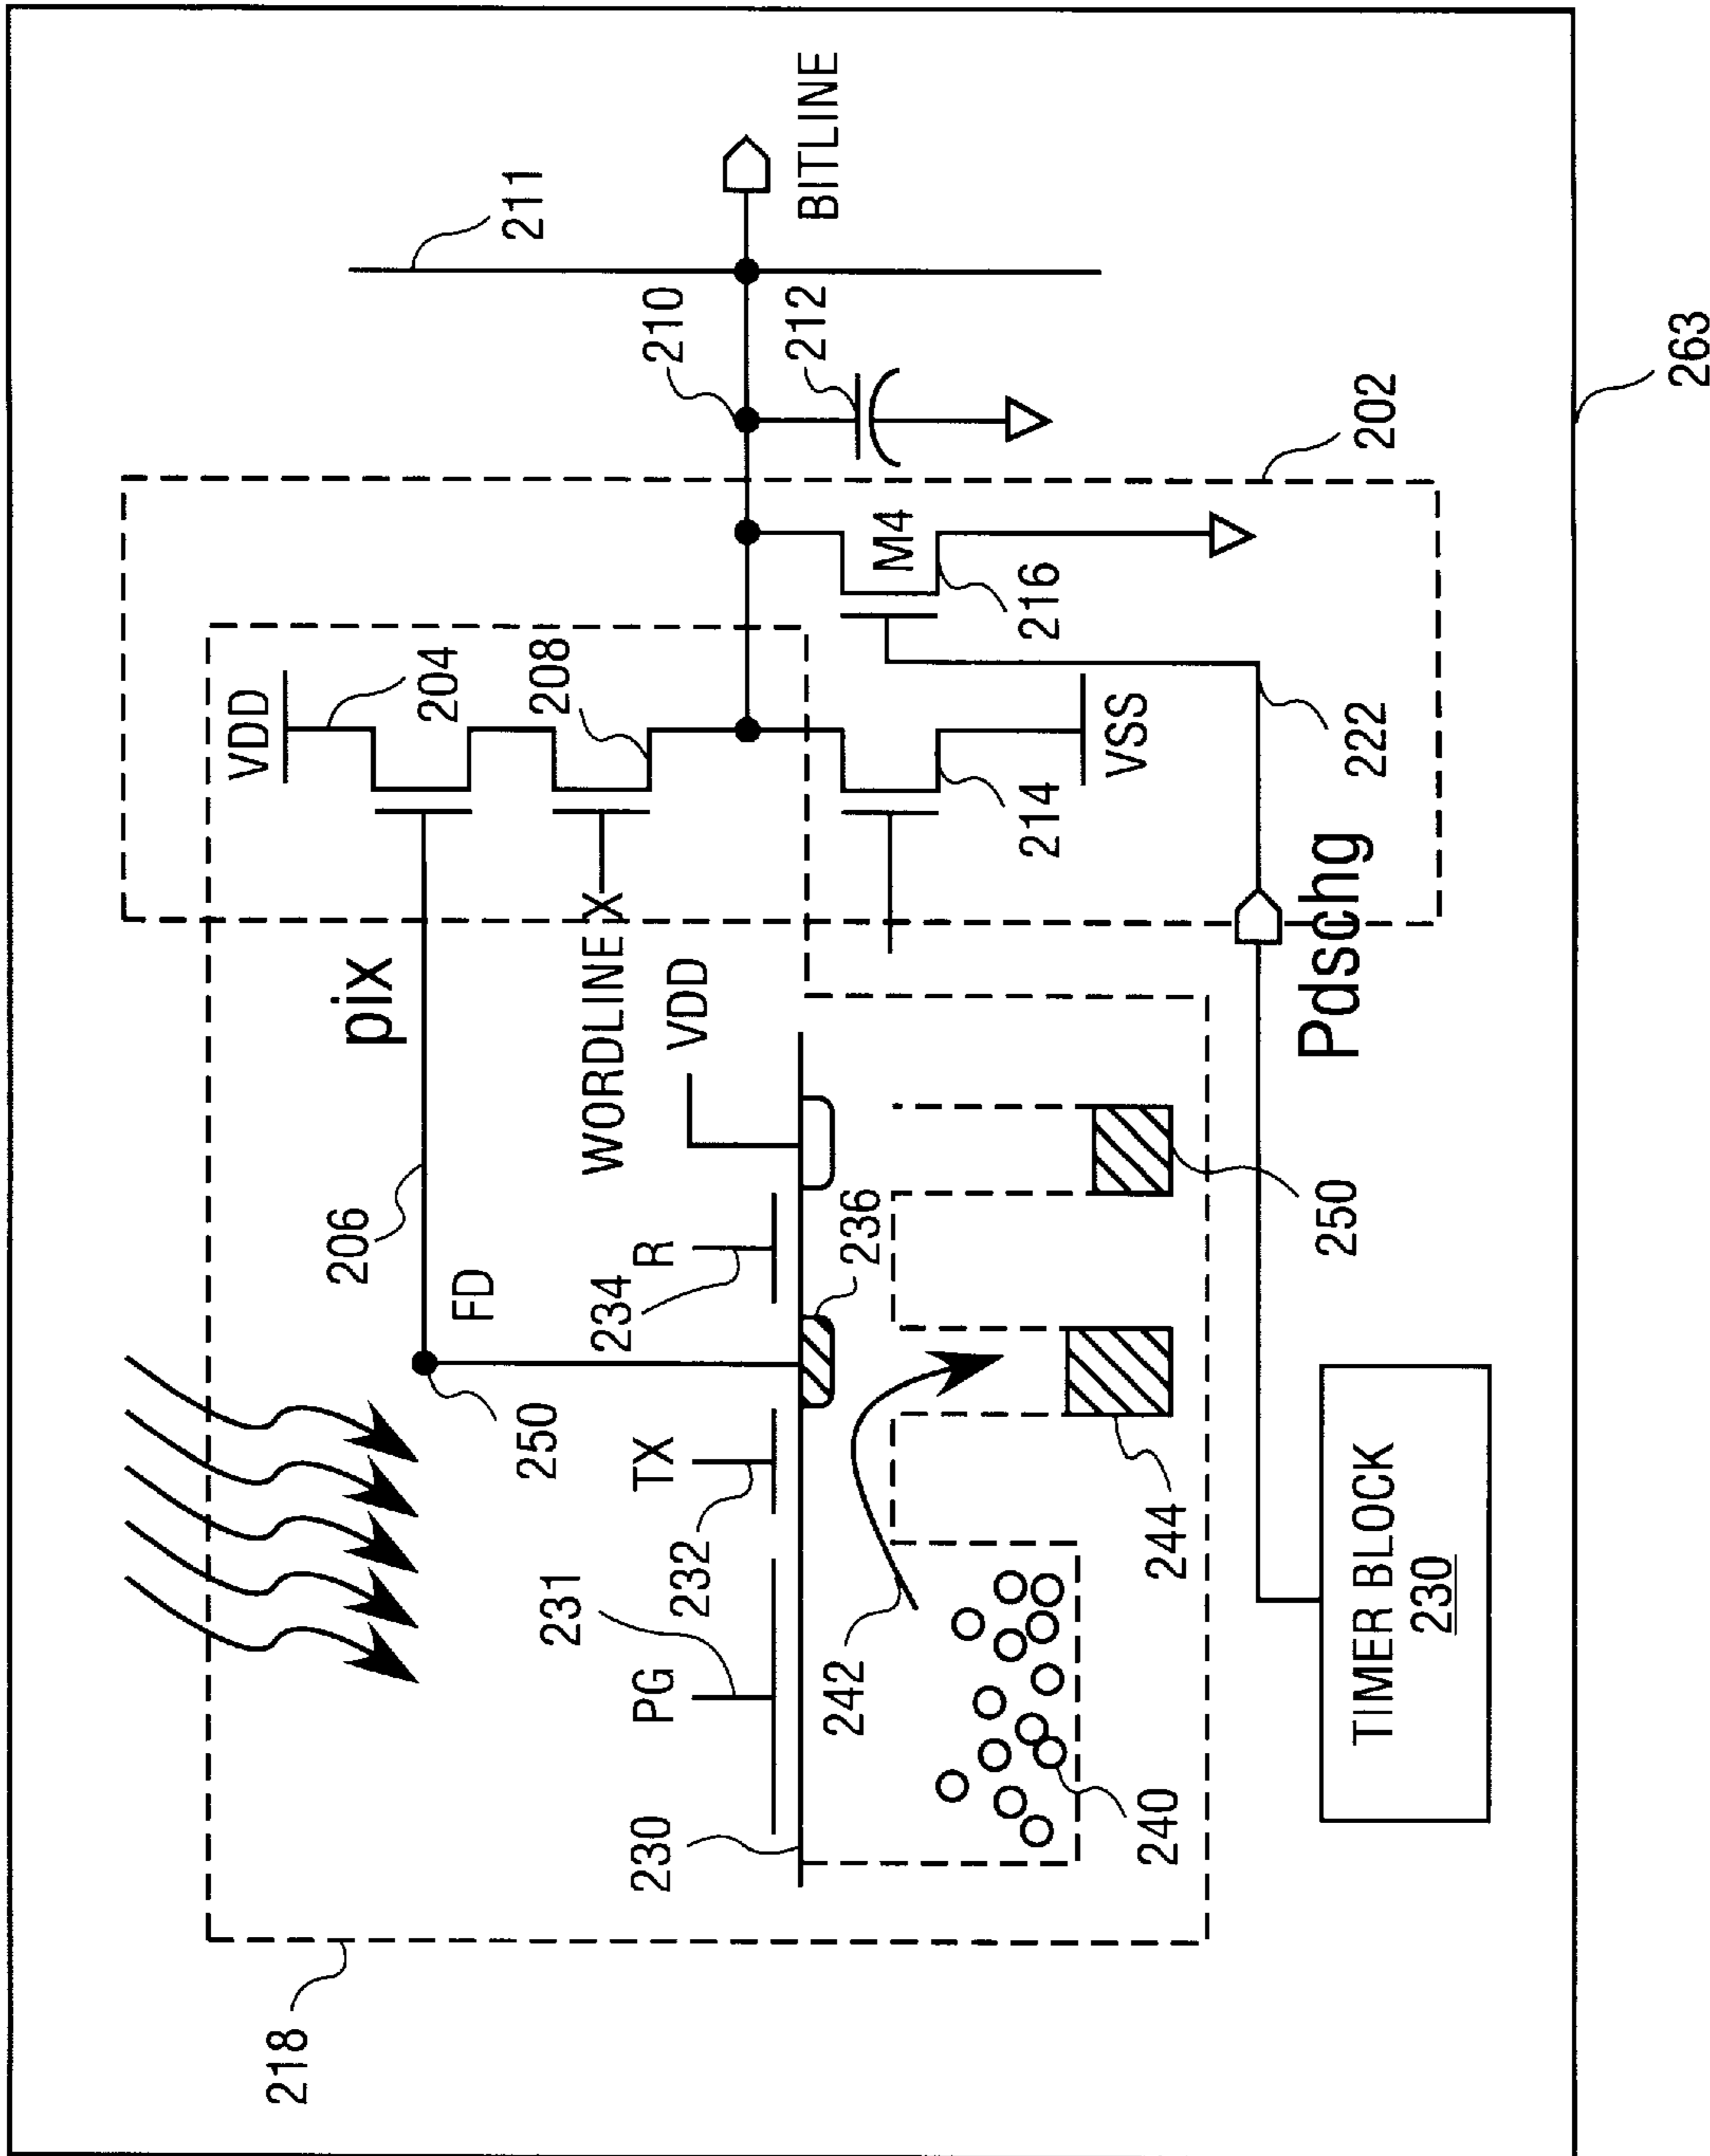 218
206
pix
VDD
204
208
WORDLINE X
210
211
BITLINE
212
M4
216
214
VSS
202
222
Pdschg
250
FD
VDD
R
234
236
TX
232
PG
231
230
242
240
244
250
TIMER BLOCK
230
263